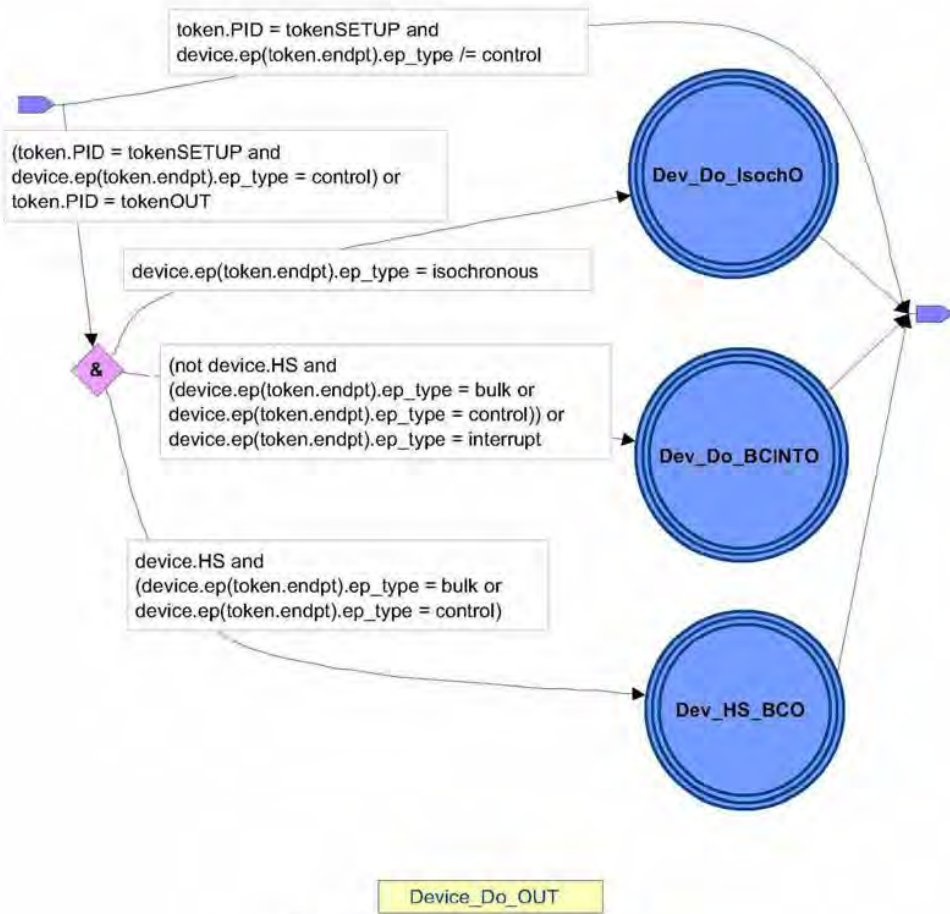 token.PID = tokenSETUP and
device.ep(token.endpt).ep_type /= control
(token.PID = tokenSETUP and
device.ep(token.endpt).ep_type = control) or
token.PID = tokenOUT
Dev_Do_IsochO
device.ep(token.endpt).ep_type = isochronous
&
(not device.HS and
(device.ep(token.endpt).ep_type = bulk or
device.ep(token.endpt).ep_type = control)) or
device.ep(token.endpt).ep_type = interrupt
Dev_Do_BCINTO
device.HS and
(device.ep(token.endpt).ep_type = bulk or
device.ep(token.endpt).ep_type = control)
Dev_HS_BCO
Device_Do_OUT